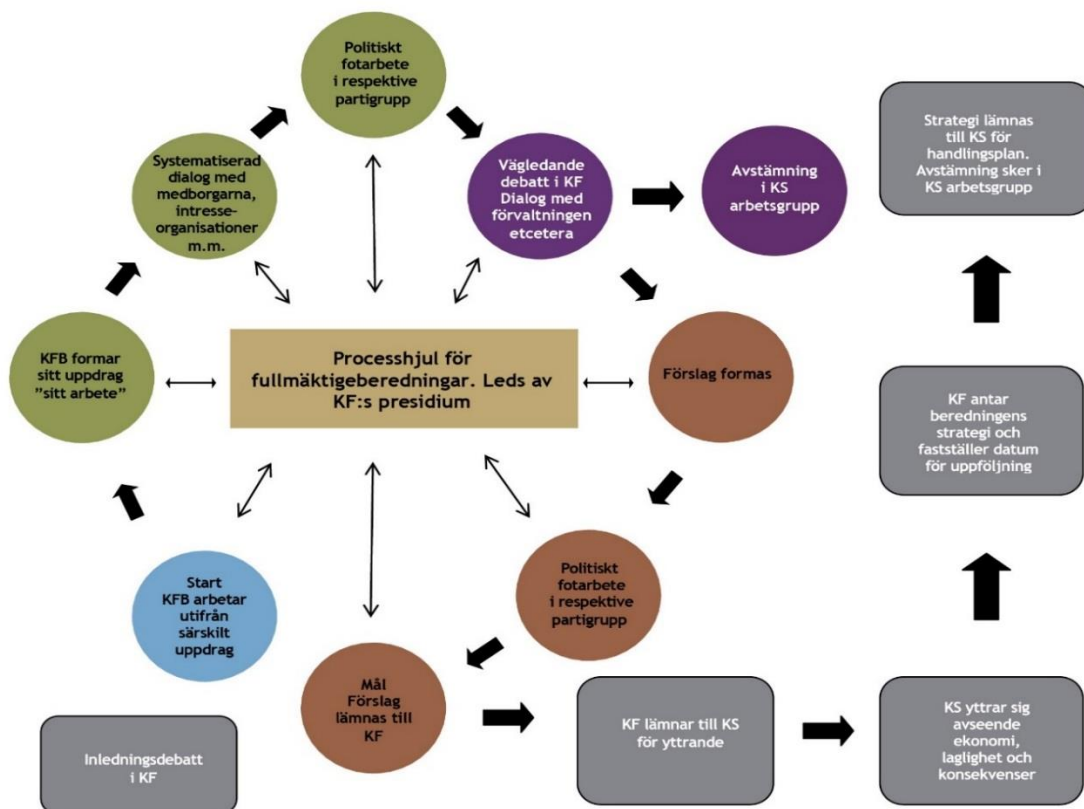 Politiskt
fotarbete
i respektive
partigrupp
Systematiserad
dialog med
medborgarna,
intresse-
organisationer
m.m.
Vägledande
debatt i KF
Dialog med
förvaltningen
etcetera
Avstämning
i KS
arbetsgrupp
Strategi lämnas
till KS för
handlingsplan.
Avstämning sker i
KS arbetsgrupp
KFB formar
sitt uppdrag
”sitt arbete”
Processhjul för
fullmäktigeberedningar. Leds av
KF:s presidium
Förslag formas
KF antar
beredningens
strategi och
fastställer datum
för uppföljning
Start
KFB arbetar
utifrån
särskilt
uppdrag
Politiskt
fotarbete
i respektive
partigrupp
Mål
Förslag
lämnas till
KF
Inledningsdebatt
i KF
KF lämnar till KS
för yttrande
KS yttrar sig
avseende
ekonomi,
laglighet och
konsekvenser